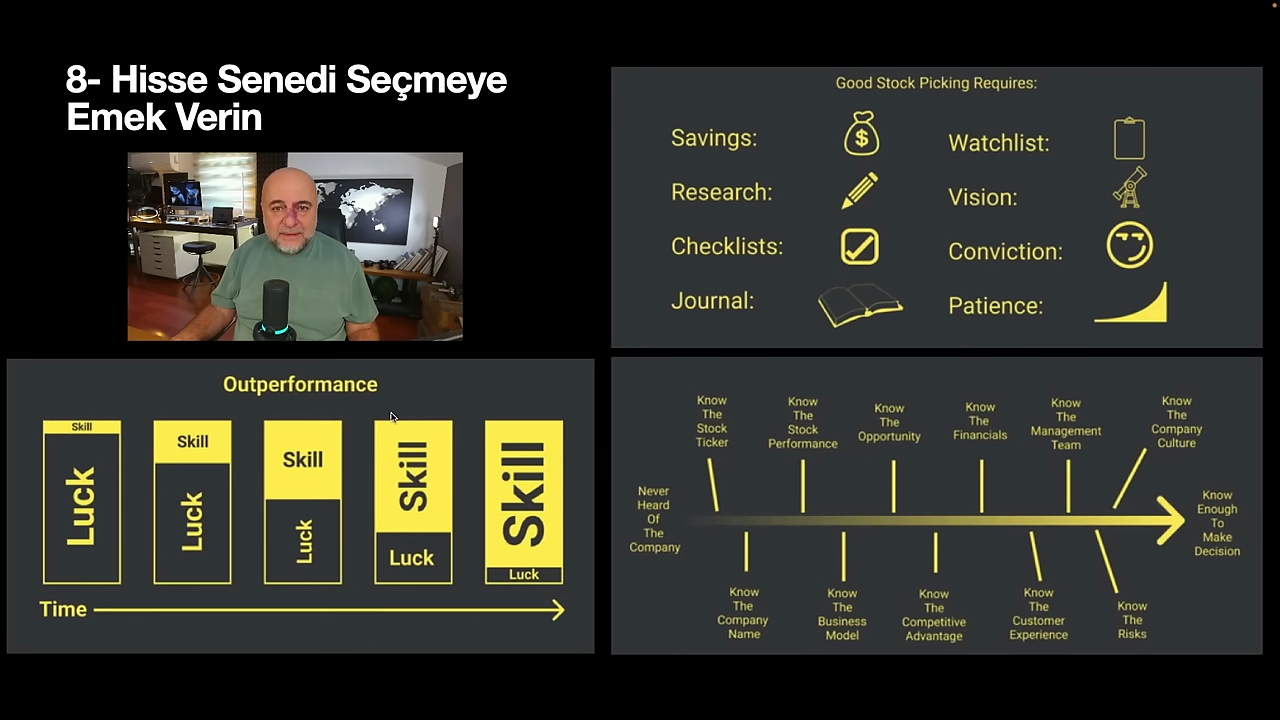 8- Hisse Senedi Seçmeye
Emek Verin
Good Stock Picking Requires:
Savings:
$
Watchlist:
Research:
Vision:
Checklists:
Conviction:
Journal:
Patience:
Outperformance
Skill
Luck
Skill
Luck
Skill
Luck
Skill
Luck
Skill
Luck
Time
Never
Heard
Of
The
Company
Know
The
Stock
Ticker
Know
The
Stock
Performance
Know
The
Opportunity
Know
The
Financials
Know
The
Management
Team
Know
The
Company
Culture
Know
The
Company
Name
Know
The
Business
Model
Know
The
Competitive
Advantage
Know
The
Customer
Experience
Know
The
Risks
Know
Enough
To
Make
Decision